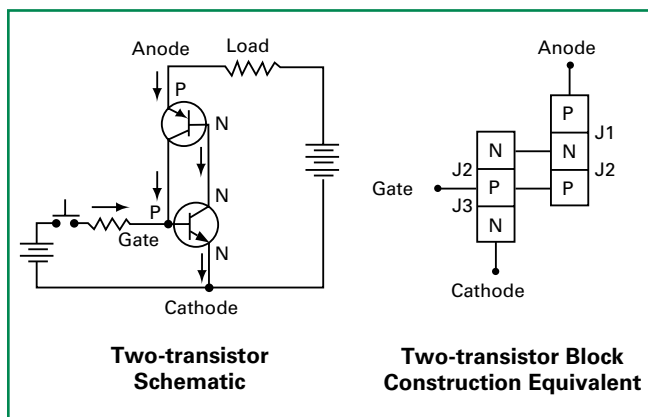 Anode
Load
P
N
N
P
Gate
N
Cathode
Two-transistor
Schematic
Anode
P
J1
N
N
J2
J2
Gate
P
P
J3
N
Cathode
Two-transistor Block
Construction Equivalent